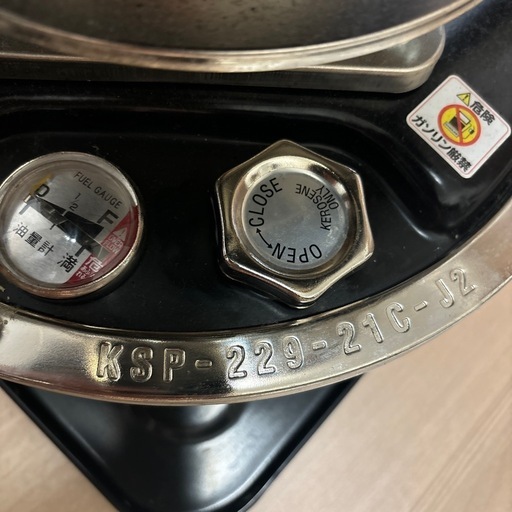 危険
ガソリン厳禁
FUEL GAUGE
1/2
F
油量計
満
危
CLOSE
OPEN
KEROSENE
ONLY
KSP-229-21C-J2